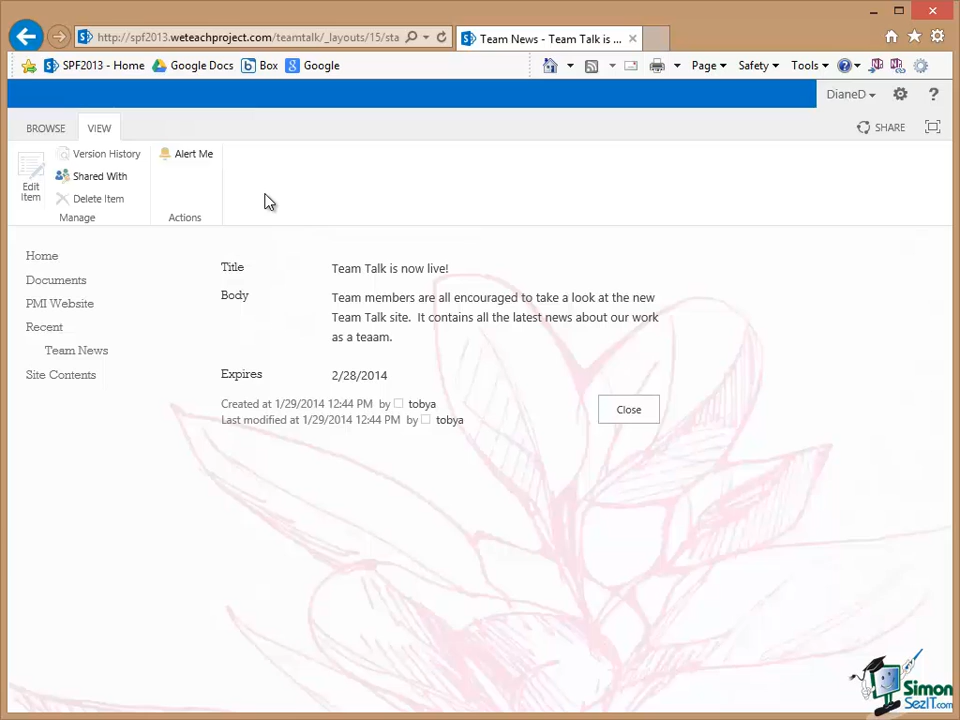 http://spf2013.weteachproject.com/teamtalk/_layouts/15/sta
Team News - Team Talk is ...
SPF2013 - Home Google Docs Box Google
Page Safety Tools
DianeD
BROWSE VIEW SHARE
Edit Item
Version History
Shared With
Delete Item
Manage
Alert Me
Actions
Home
Documents
PMI Website
Recent
Team News
Site Contents
Title Team Talk is now live!
Body Team members are all encouraged to take a look at the new
Team Talk site. It contains all the latest news about our work
as a teaam.
Expires 2/28/2014
Created at 1/29/2014 12:44 PM by tobya
Last modified at 1/29/2014 12:44 PM by tobya
Close
Simon
SezIT.com